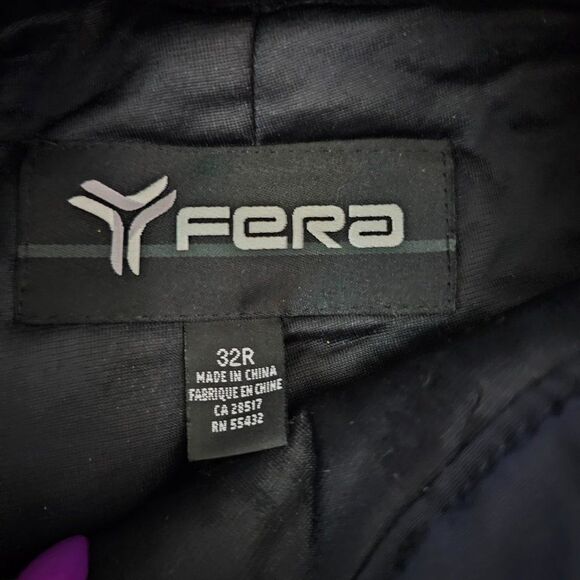 FERA
32R
MADE IN CHINA
FABRIQUE EN CHINE
CA 28517
RN 55432